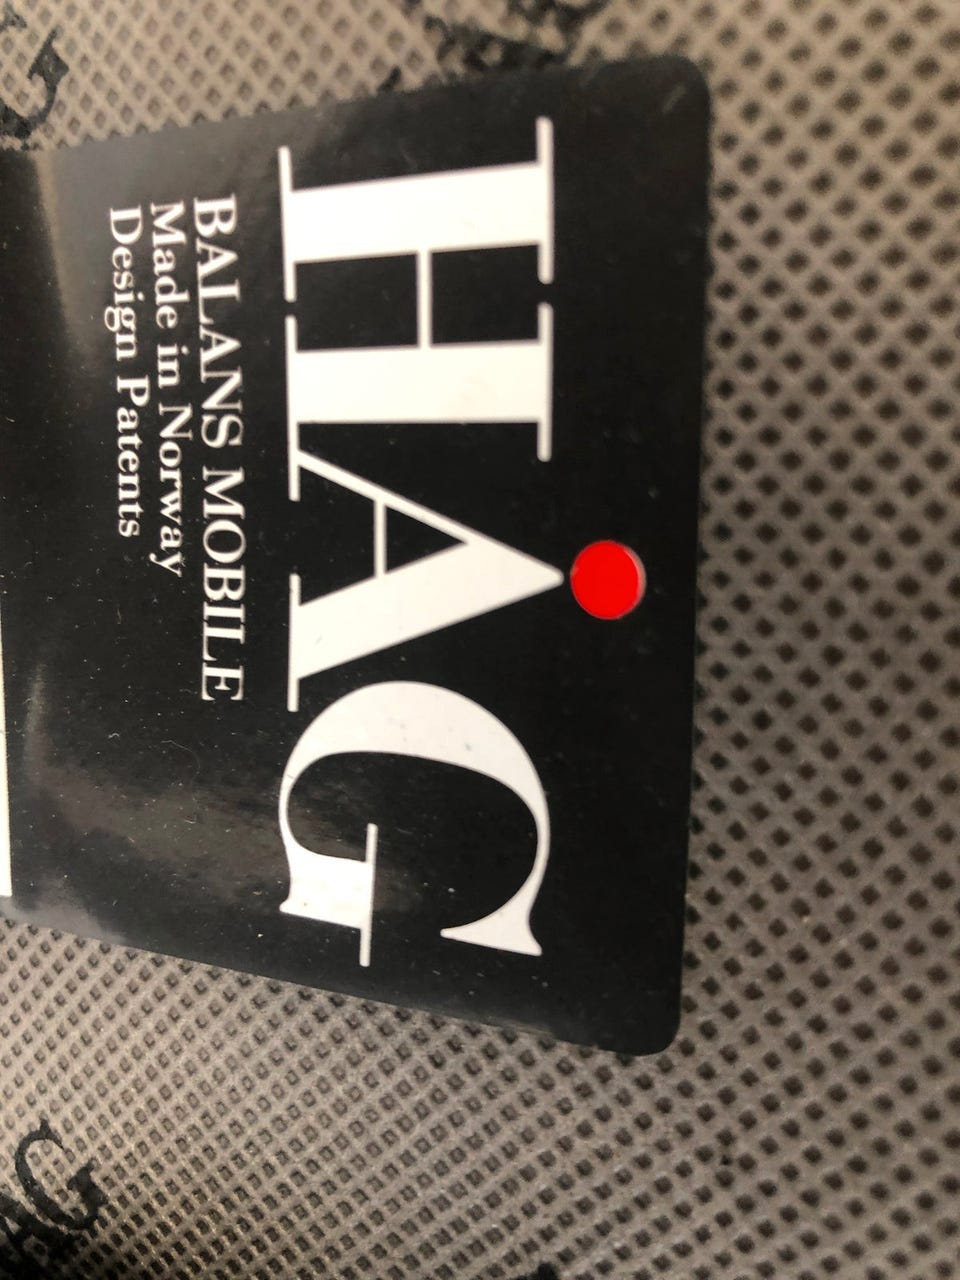 HÅG
BALANS MOBILE
Made in Norway
Design Patents